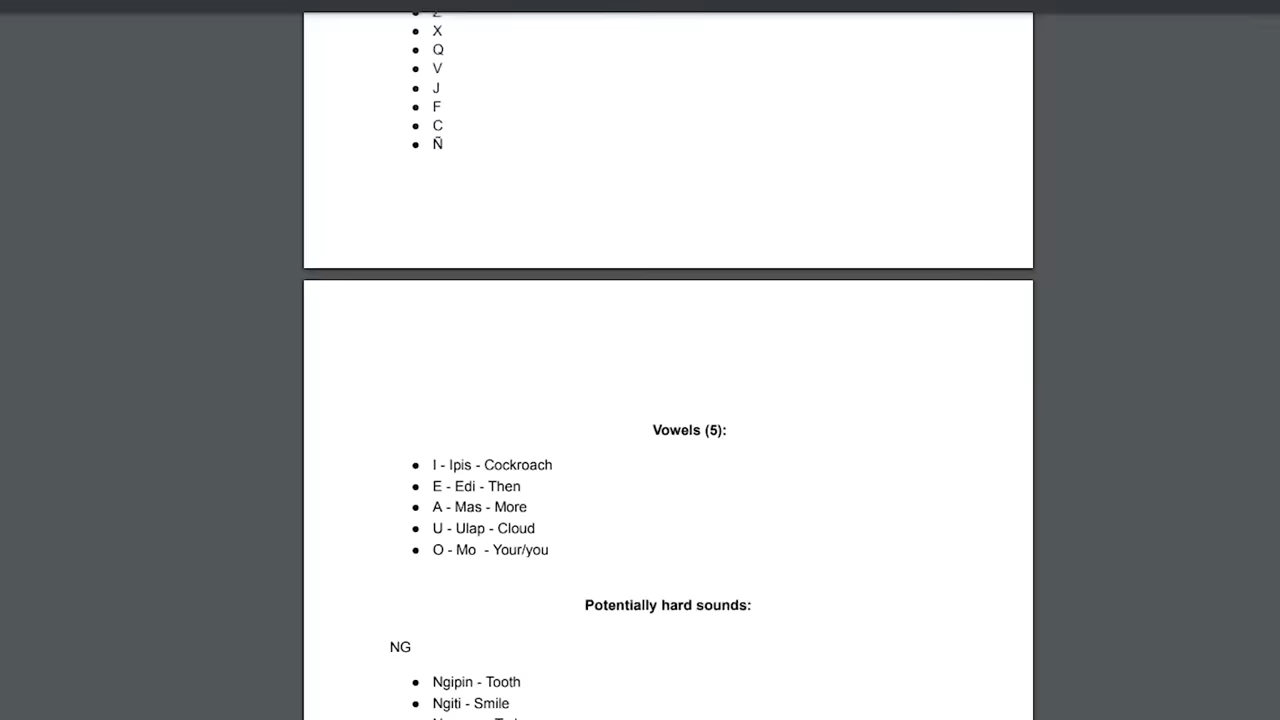 X
Q
V
J
F
C
Ñ
Vowels (5):
I - Ipis - Cockroach
E - Edi - Then
A - Mas - More
U - Ulap - Cloud
O - Mo  - Your/you
Potentially hard sounds:
NG
Ngipin - Tooth
Ngiti - Smile